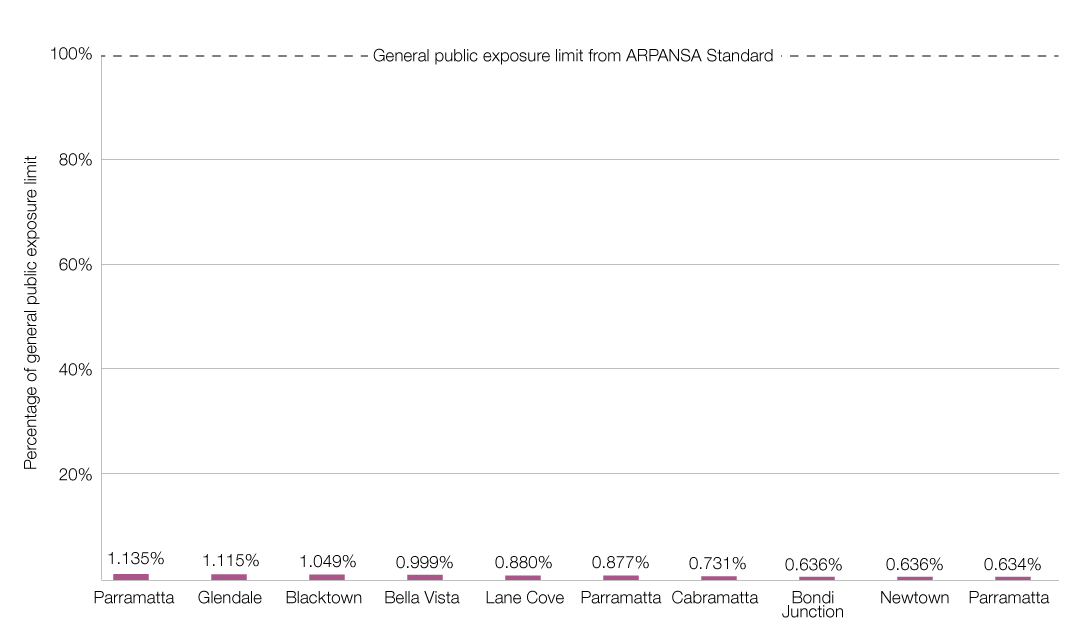 100%
General public exposure limit from ARPANSA Standard
80%
60%
40%
20%
Percentage of general public exposure limit
1.135%
1.115%
1.049%
0.999%
0.880%
0.877%
0.731%
0.636%
0.636%
0.634%
Parramatta
Glendale
Blacktown
Bella Vista
Lane Cove
Parramatta
Cabramatta
Bondi
Junction
Newtown
Parramatta